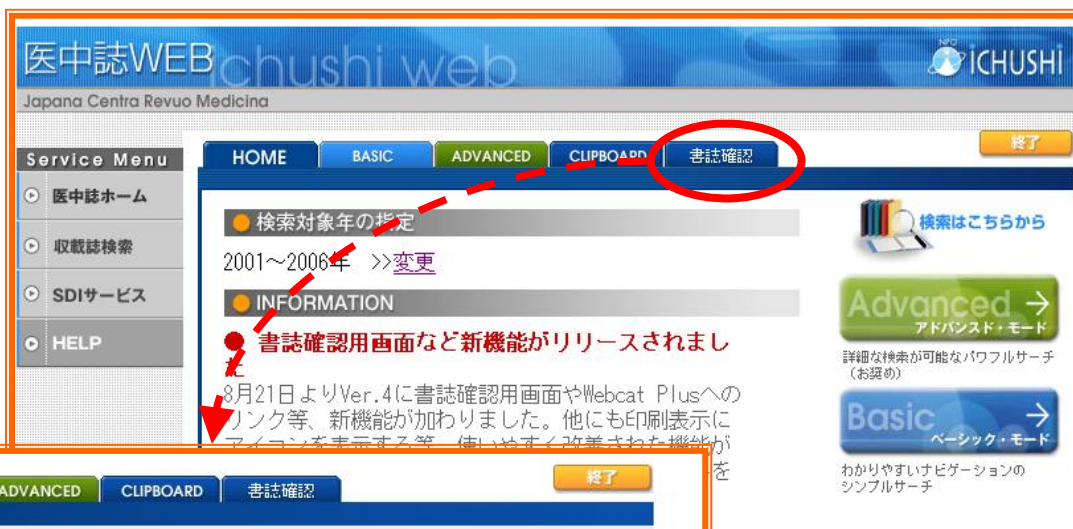 医中誌WEB
ichushi web
NPO
iCHUSHI
Japana Centra Revuo Medicina
終了
Service Menu
HOME BASIC ADVANCED CLIPBOARD 書誌確認
医中誌ホーム
収載誌検索
SDIサービス
HELP
検索対象年の指定
2001～2006年 >>変更
INFORMATION
● 書誌確認用画面など新機能がリリースされまし
た
8月21日よりVer.4に書誌確認用画面やWebcat Plusへの
リンク等、新機能が加わりました。他にも印刷表示に
アイコンを表示する等、使いやすく改善された機能が
を
検索はこちらから
Advanced
アドバンスド・モード
詳細な検索が可能なパワフルサーチ
（お奨め）
Basic
ベーシック・モード
わかりやすいナビゲーションの
シンプルサーチ
ADVANCED CLIPBOARD 書誌確認
終了